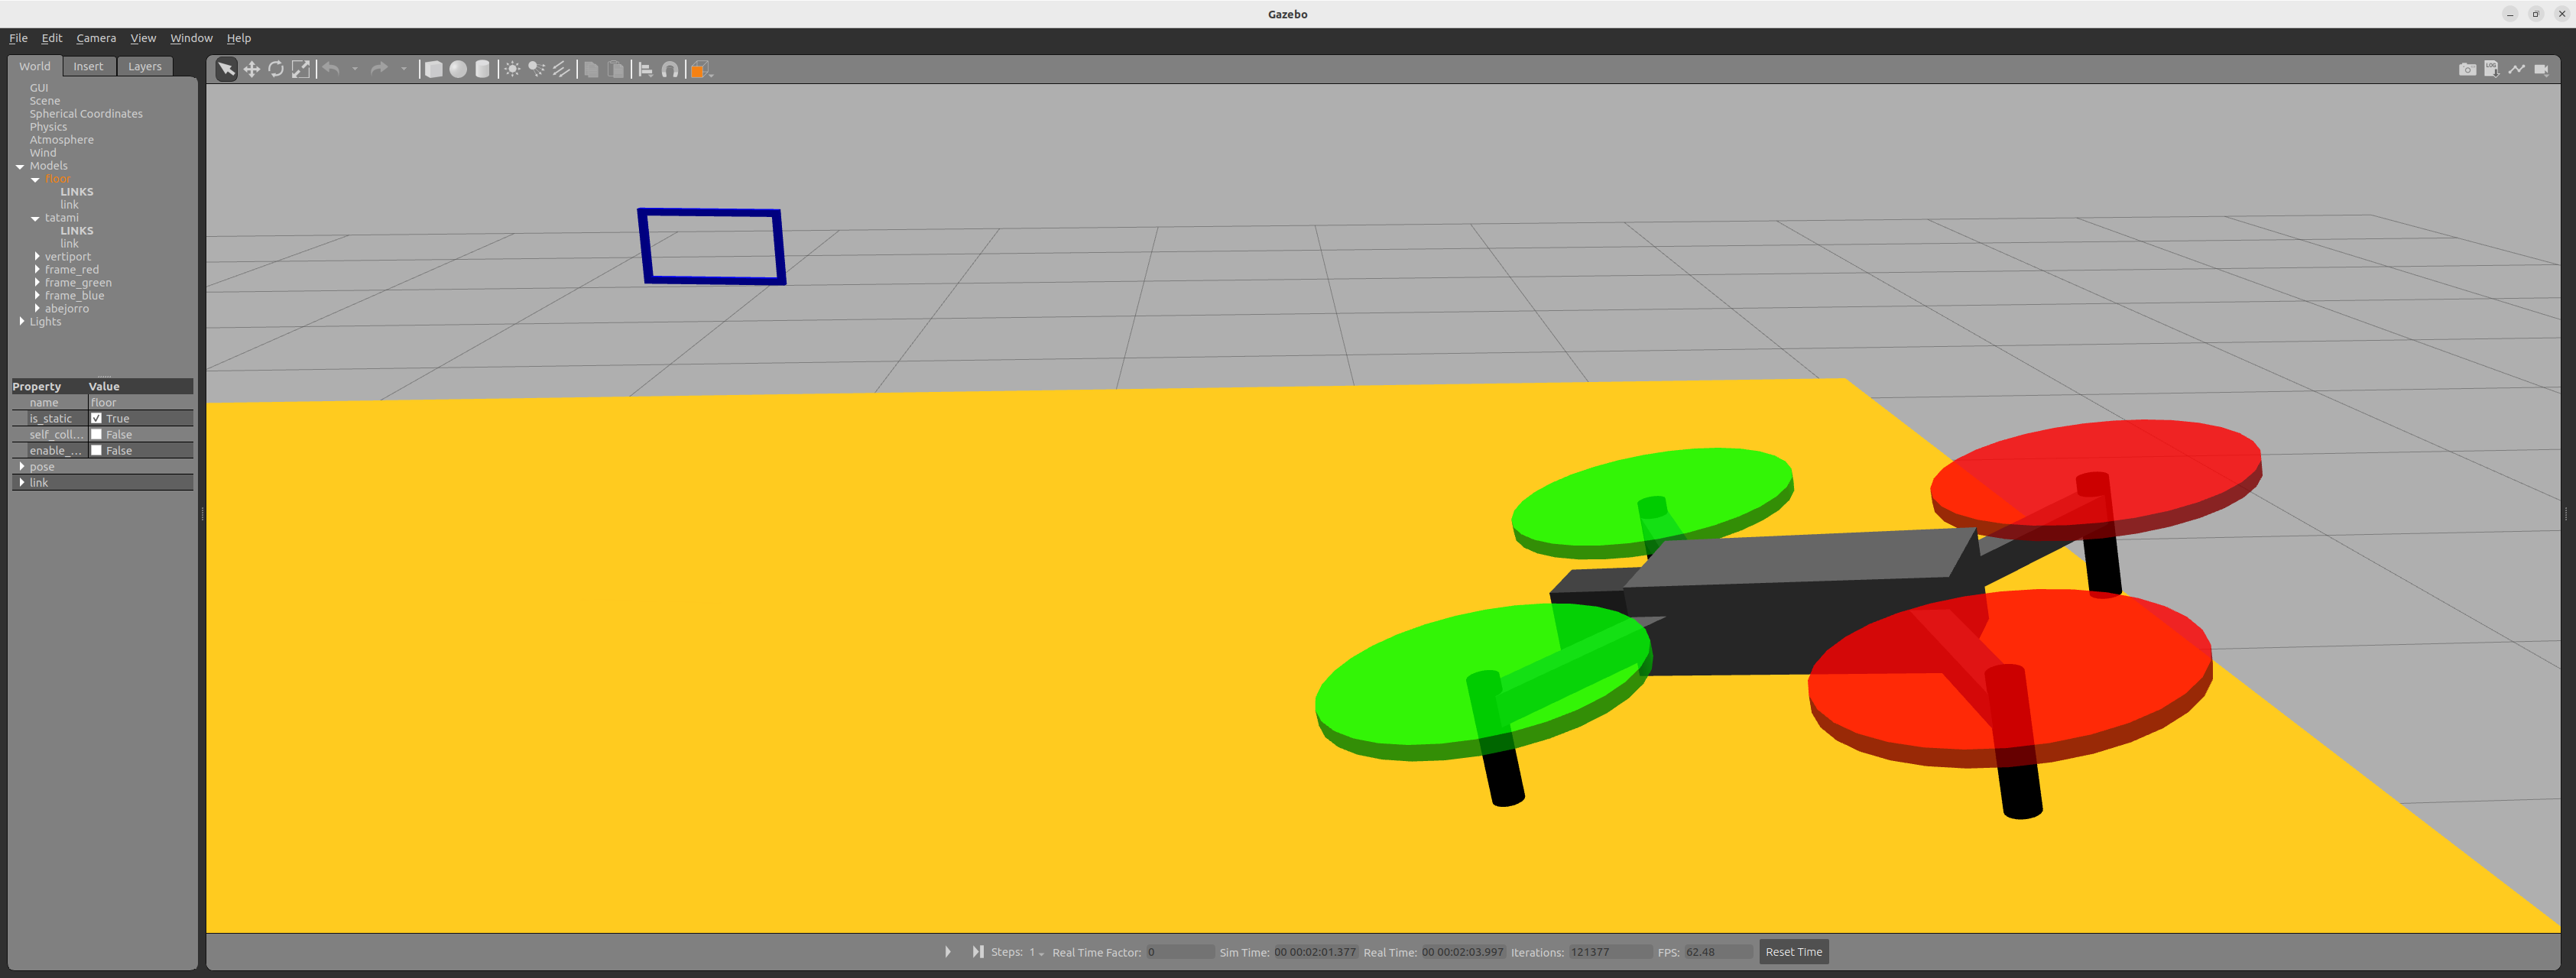 Gazebo
File Edit Camera View Window Help
World Insert Layers
GUI
Scene
Spherical Coordinates
Physics
Atmosphere
Wind
Models
floor
LINKS
link
tatami
LINKS
link
vertiport
frame_red
frame_green
frame_blue
abejorro
Lights
Property Value
name floor
is_static True
self_coll... False
enable_... False
pose
link
Steps: 1 Real Time Factor: 0 Sim Time: 00 00:02:01.377 Real Time: 00 00:02:03.997 Iterations: 121377 FPS: 62.48 Reset Time